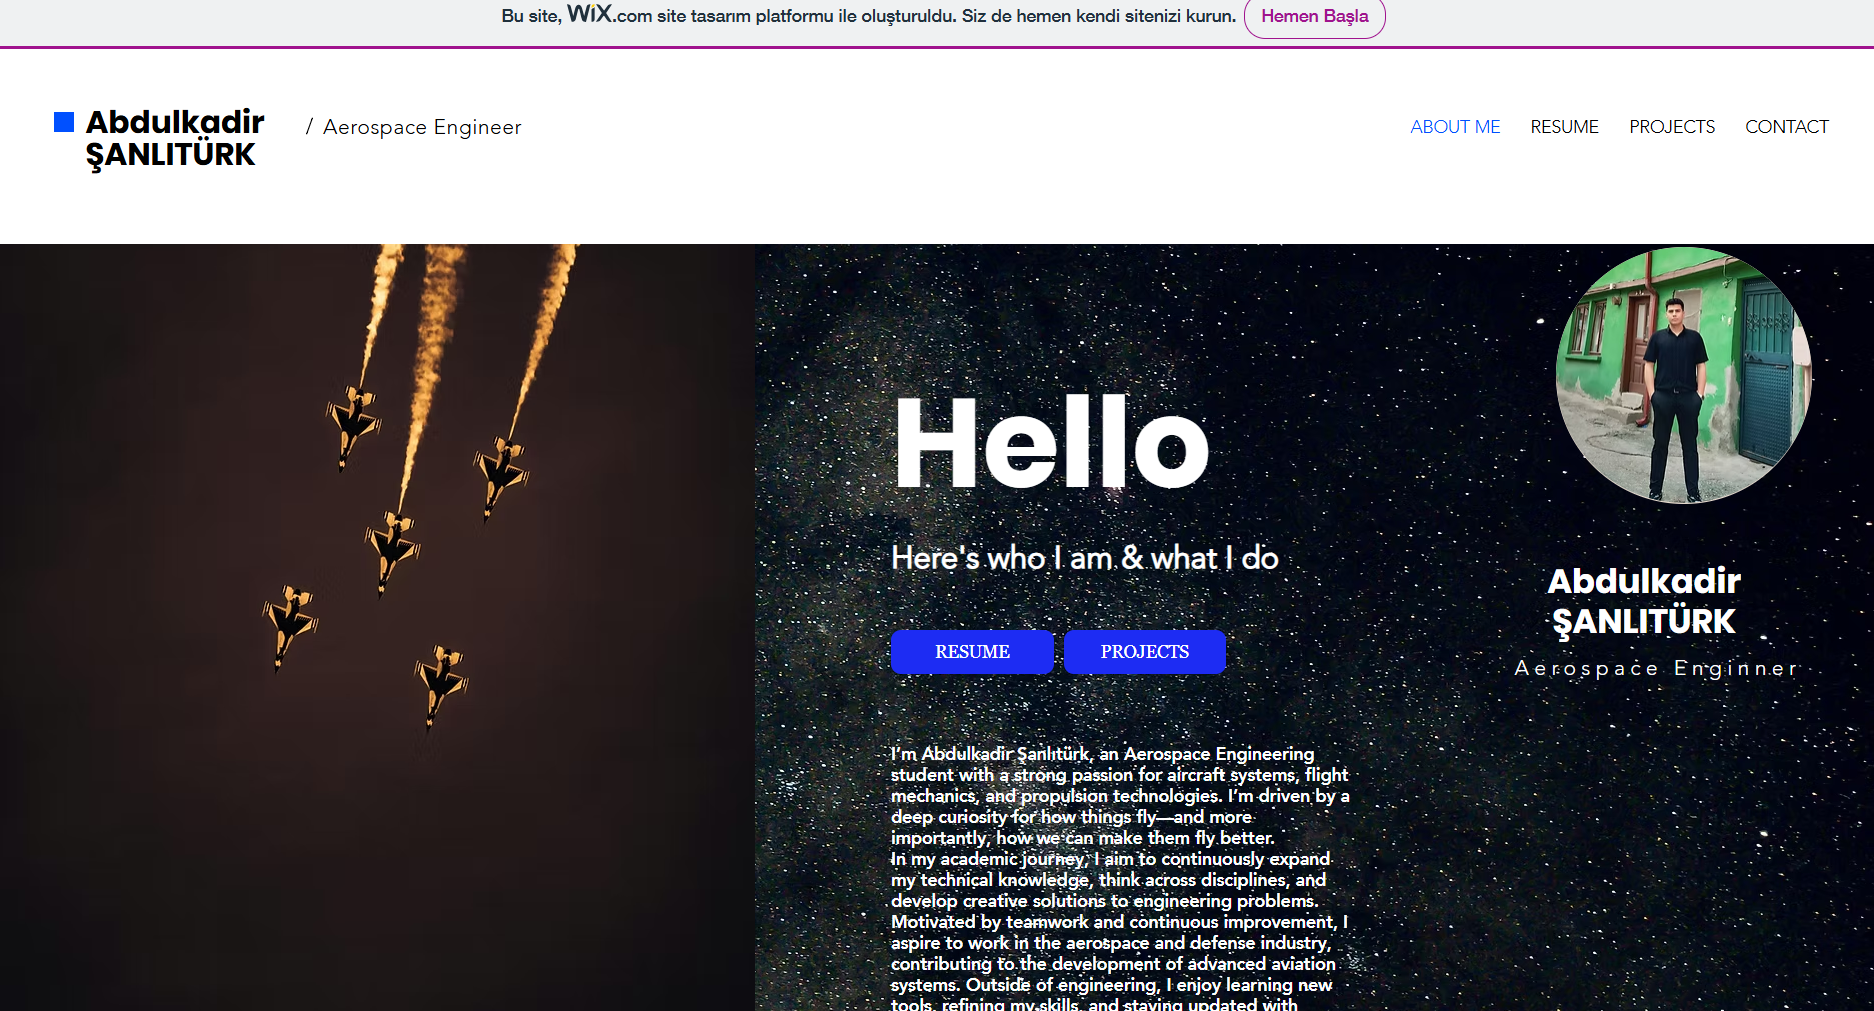 Bu site, WiX.com site tasarım platformu ile oluşturuldu. Siz de hemen kendi sitenizi kurun. Hemen Başla
Abdulkadir
ŞANLITÜRK
/ Aerospace Engineer
ABOUT ME RESUME PROJECTS CONTACT
Hello
Here's who I am & what I do
RESUME PROJECTS
Abdulkadir
ŞANLITÜRK
Aerospace Enginner
I'm Abdulkadir Şanlıtürk, an Aerospace Engineering
student with a strong passion for aircraft systems, flight
mechanics, and propulsion technologies. I'm driven by a
deep curiosity for how things fly—and more
importantly, how we can make them fly better.
In my academic journey, I aim to continuously expand
my technical knowledge, think across disciplines, and
develop creative solutions to engineering problems.
Motivated by teamwork and continuous improvement, I
aspire to work in the aerospace and defense industry,
contributing to the development of advanced aviation
systems. Outside of engineering, I enjoy learning new
tools, refining my skills, and staying updated with